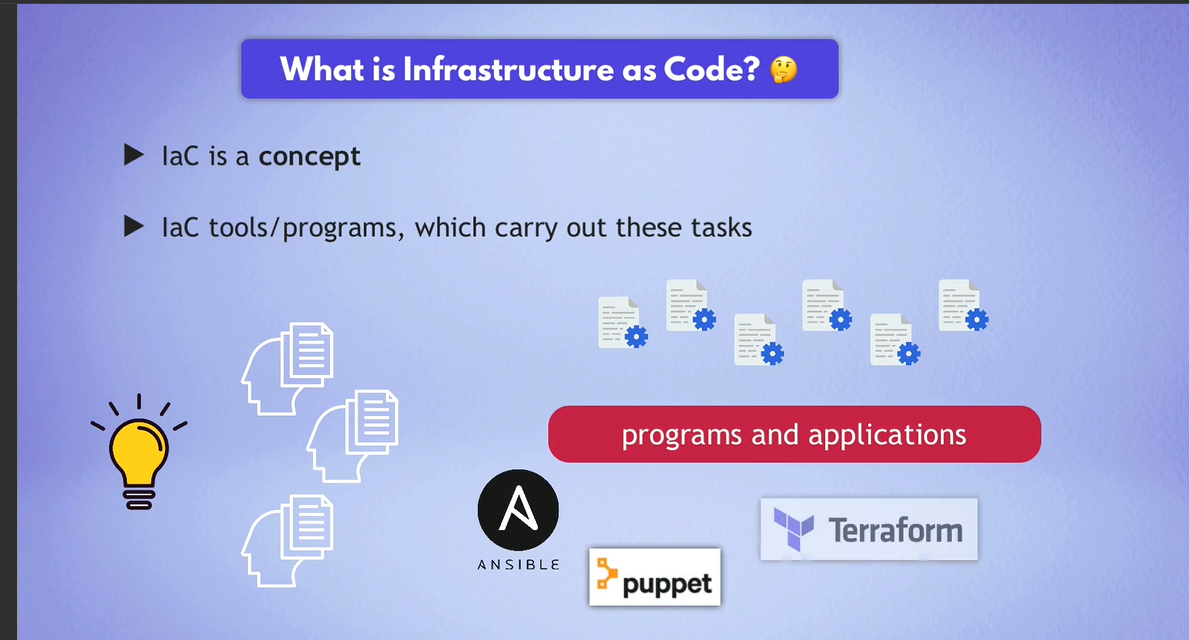 What is Infrastructure as Code? 🤔
IaC is a concept
IaC tools/programs, which carry out these tasks
programs and applications
ANSIBLE
puppet
Terraform